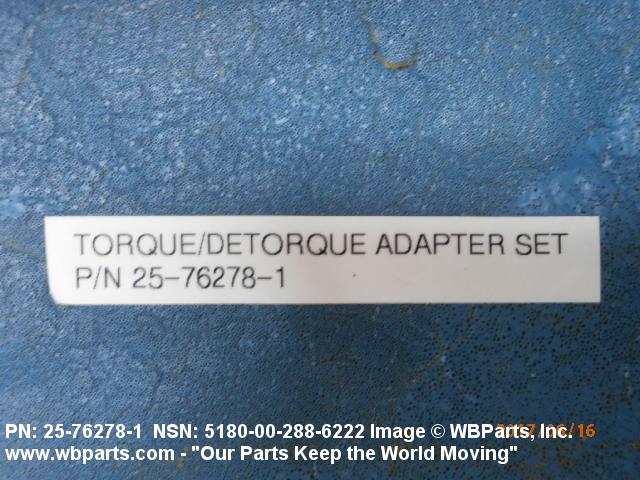 TORQUE/DETORQUE ADAPTER SET
P/N 25-76278-1
PN: 25-76278-1 NSN: 5180-00-288-6222 Image © WBParts, Inc.
www.wbparts.com - "Our Parts Keep the World Moving"